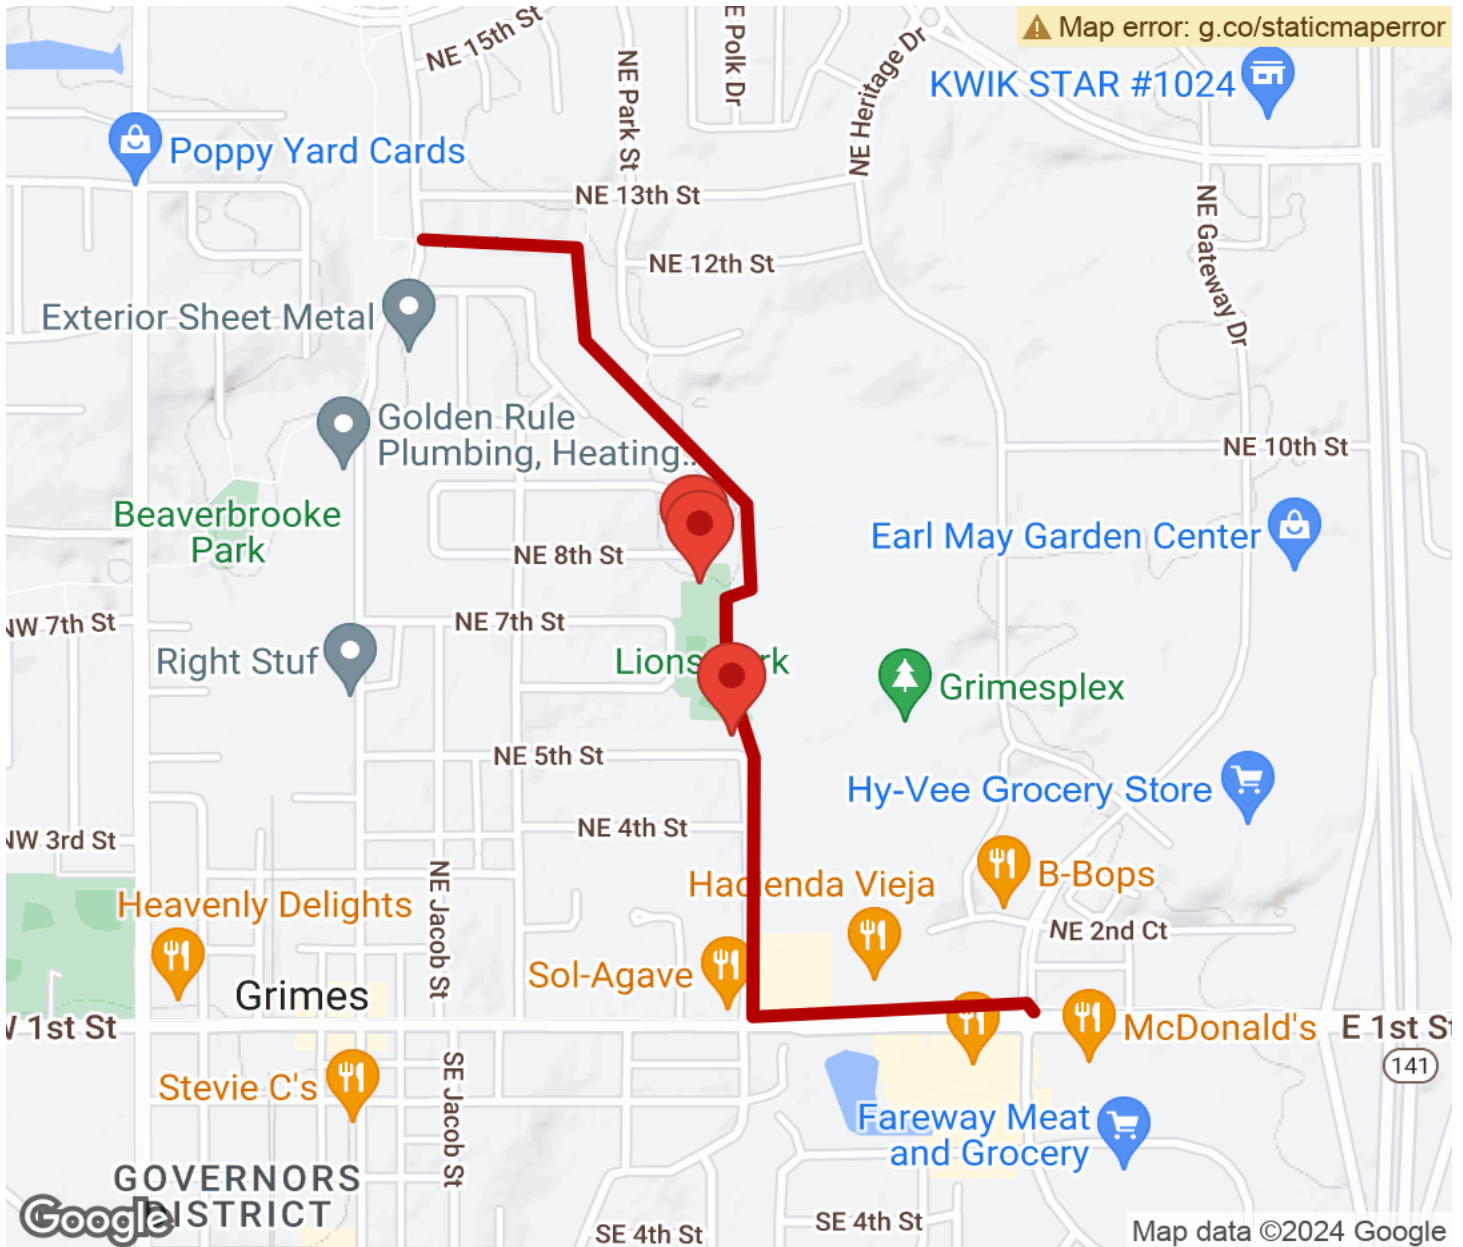 Map error: g.co/staticmaperror
NE 15th St
NE Park St
E Polk Dr
NE Heritage Dr
KWIK STAR #1024
Poppy Yard Cards
NE 13th St
NE Gateway Dr
NE 12th St
Exterior Sheet Metal
Golden Rule
Plumbing, Heating...
NE 10th St
Beaverbrooke
Park
NE 8th St
Earl May Garden Center
NW 7th St
NE 7th St
Right Stuf
Lions rk
Grimesplex
NE 5th St
Hy-Vee Grocery Store
NW 3rd St
NE 4th St
NE Jacob St
Hacienda Vieja
B-Bops
Heavenly Delights
NE 2nd Ct
Sol-Agave
Grimes
W 1st St
McDonald's
E 1st St
141
Stevie C's
SE Jacob St
Fareway Meat
and Grocery
GOVERNORS
DISTRICT
Google
SE 4th St
SE 4th St
Map data ©2024 Google